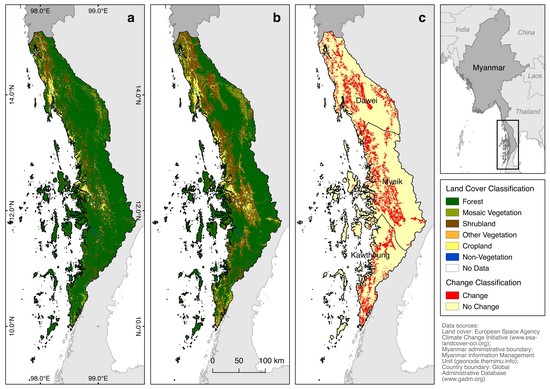 98.0°E 99.0°E
a
b
c
14.0°N
12.0°N
10.0°N
14.0°N
12.0°N
10.0°N
98.0°E 99.0°E
0 50 100 km
Dawei
Myeik
Kawthoung
India
China
Myanmar
Laos
Thailand
Land Cover Classification
Forest
Mosaic Vegetation
Shrubland
Other Vegetation
Cropland
Non-Vegetation
No Data
Change Classification
Change
No Change
Data sources:
Land cover: European Space Agency
Climate Change Initiative (www.esa-
landcover-cci.org);
Myanmar administrative boundary:
Myanmar Information Management
Unit (geonode.themimu.info);
Country boundary: Global
Administrative Database
(www.gadm.org)